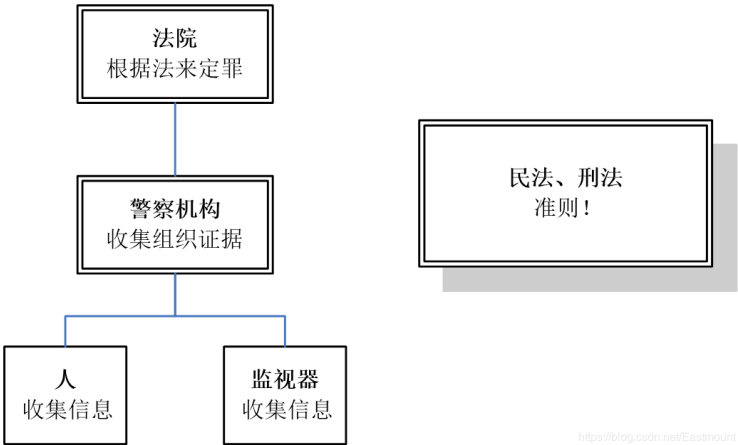 法院
根据法来定罪
民法、刑法
准则！
警察机构
收集组织证据
人
收集信息
监视器
收集信息
https://blog.csdn.net/Eastmount